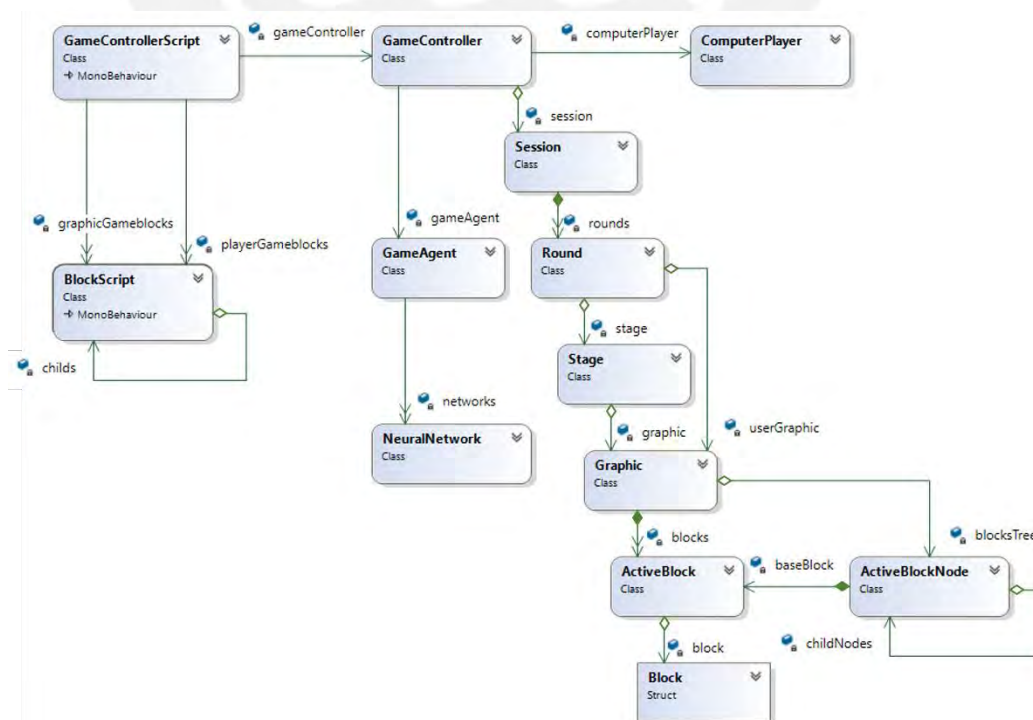 GameControllerScript
Class
MonoBehaviour
gameController
GameController
Class
computerPlayer
ComputerPlayer
Class
session
Session
Class
graphicGameblocks
playerGameblocks
gameAgent
rounds
BlockScript
Class
MonoBehaviour
GameAgent
Class
Round
Class
stage
childs
Stage
Class
networks
graphic
userGraphic
NeuralNetwork
Class
Graphic
Class
blocks
blocksTree
ActiveBlock
Class
baseBlock
ActiveBlockNode
Class
block
childNodes
Block
Struct